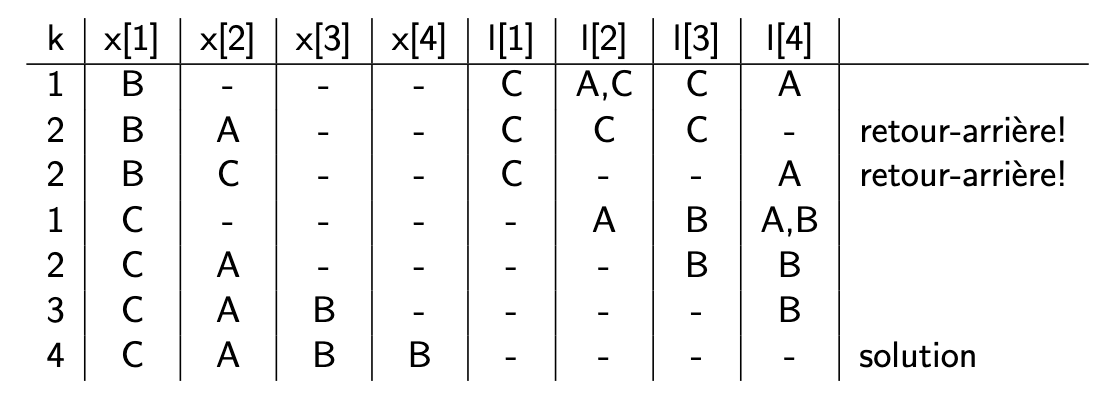 k x[1] x[2] x[3] x[4] l[1] l[2] l[3] l[4]
1 B - - - C A,C C A
2 B A - - C C C - retour-arrière!
2 B C - - C - - A retour-arrière!
1 C - - - - A B A,B
2 C A - - - - B B
3 C A B - - - - B
4 C A B B - - - - solution